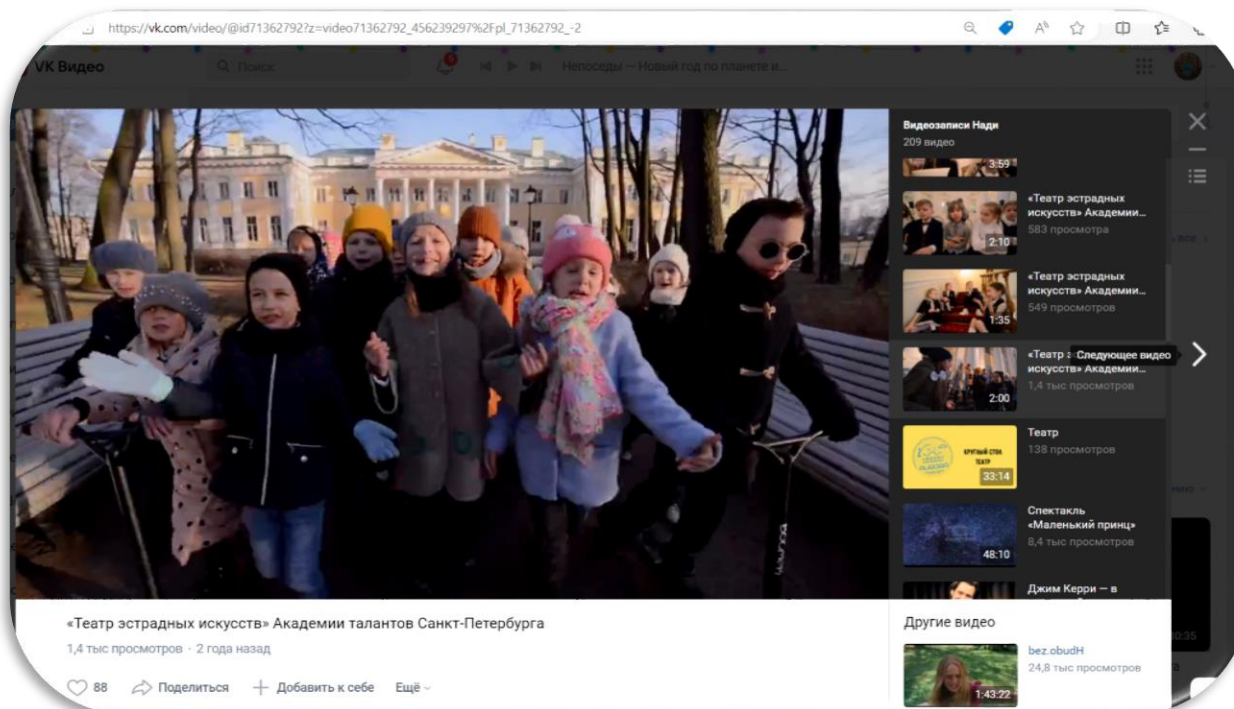 https://vk.com/video/@id71362792?z=video71362792_456239297%2Fpl_71362792_-2
VK Видео
Поиск
Непоседы — Новый год по планете и...
Видеозаписи Нади
209 видео
3:59
«Театр эстрадных
искусств» Академии...
583 просмотра
2:10
«Театр эстрадных
искусств» Академии...
549 просмотров
1:35
«Театр э
Следующее видео
искусств» Академии...
1,4 тыс просмотров
2:00
Театр
138 просмотров
КРУГЛЫЙ СТОЛ
ТЕАТР
33:14
Спектакль
«Маленький принц»
8,4 тыс просмотров
48:10
Джим Керри — в
«Театр эстрадных искусств» Академии талантов Санкт-Петербурга
1,4 тыс просмотров · 2 года назад
88
Поделиться
Добавить к себе
Ещё
Другие видео
bez.obudH
24,8 тыс просмотров
1:43:22